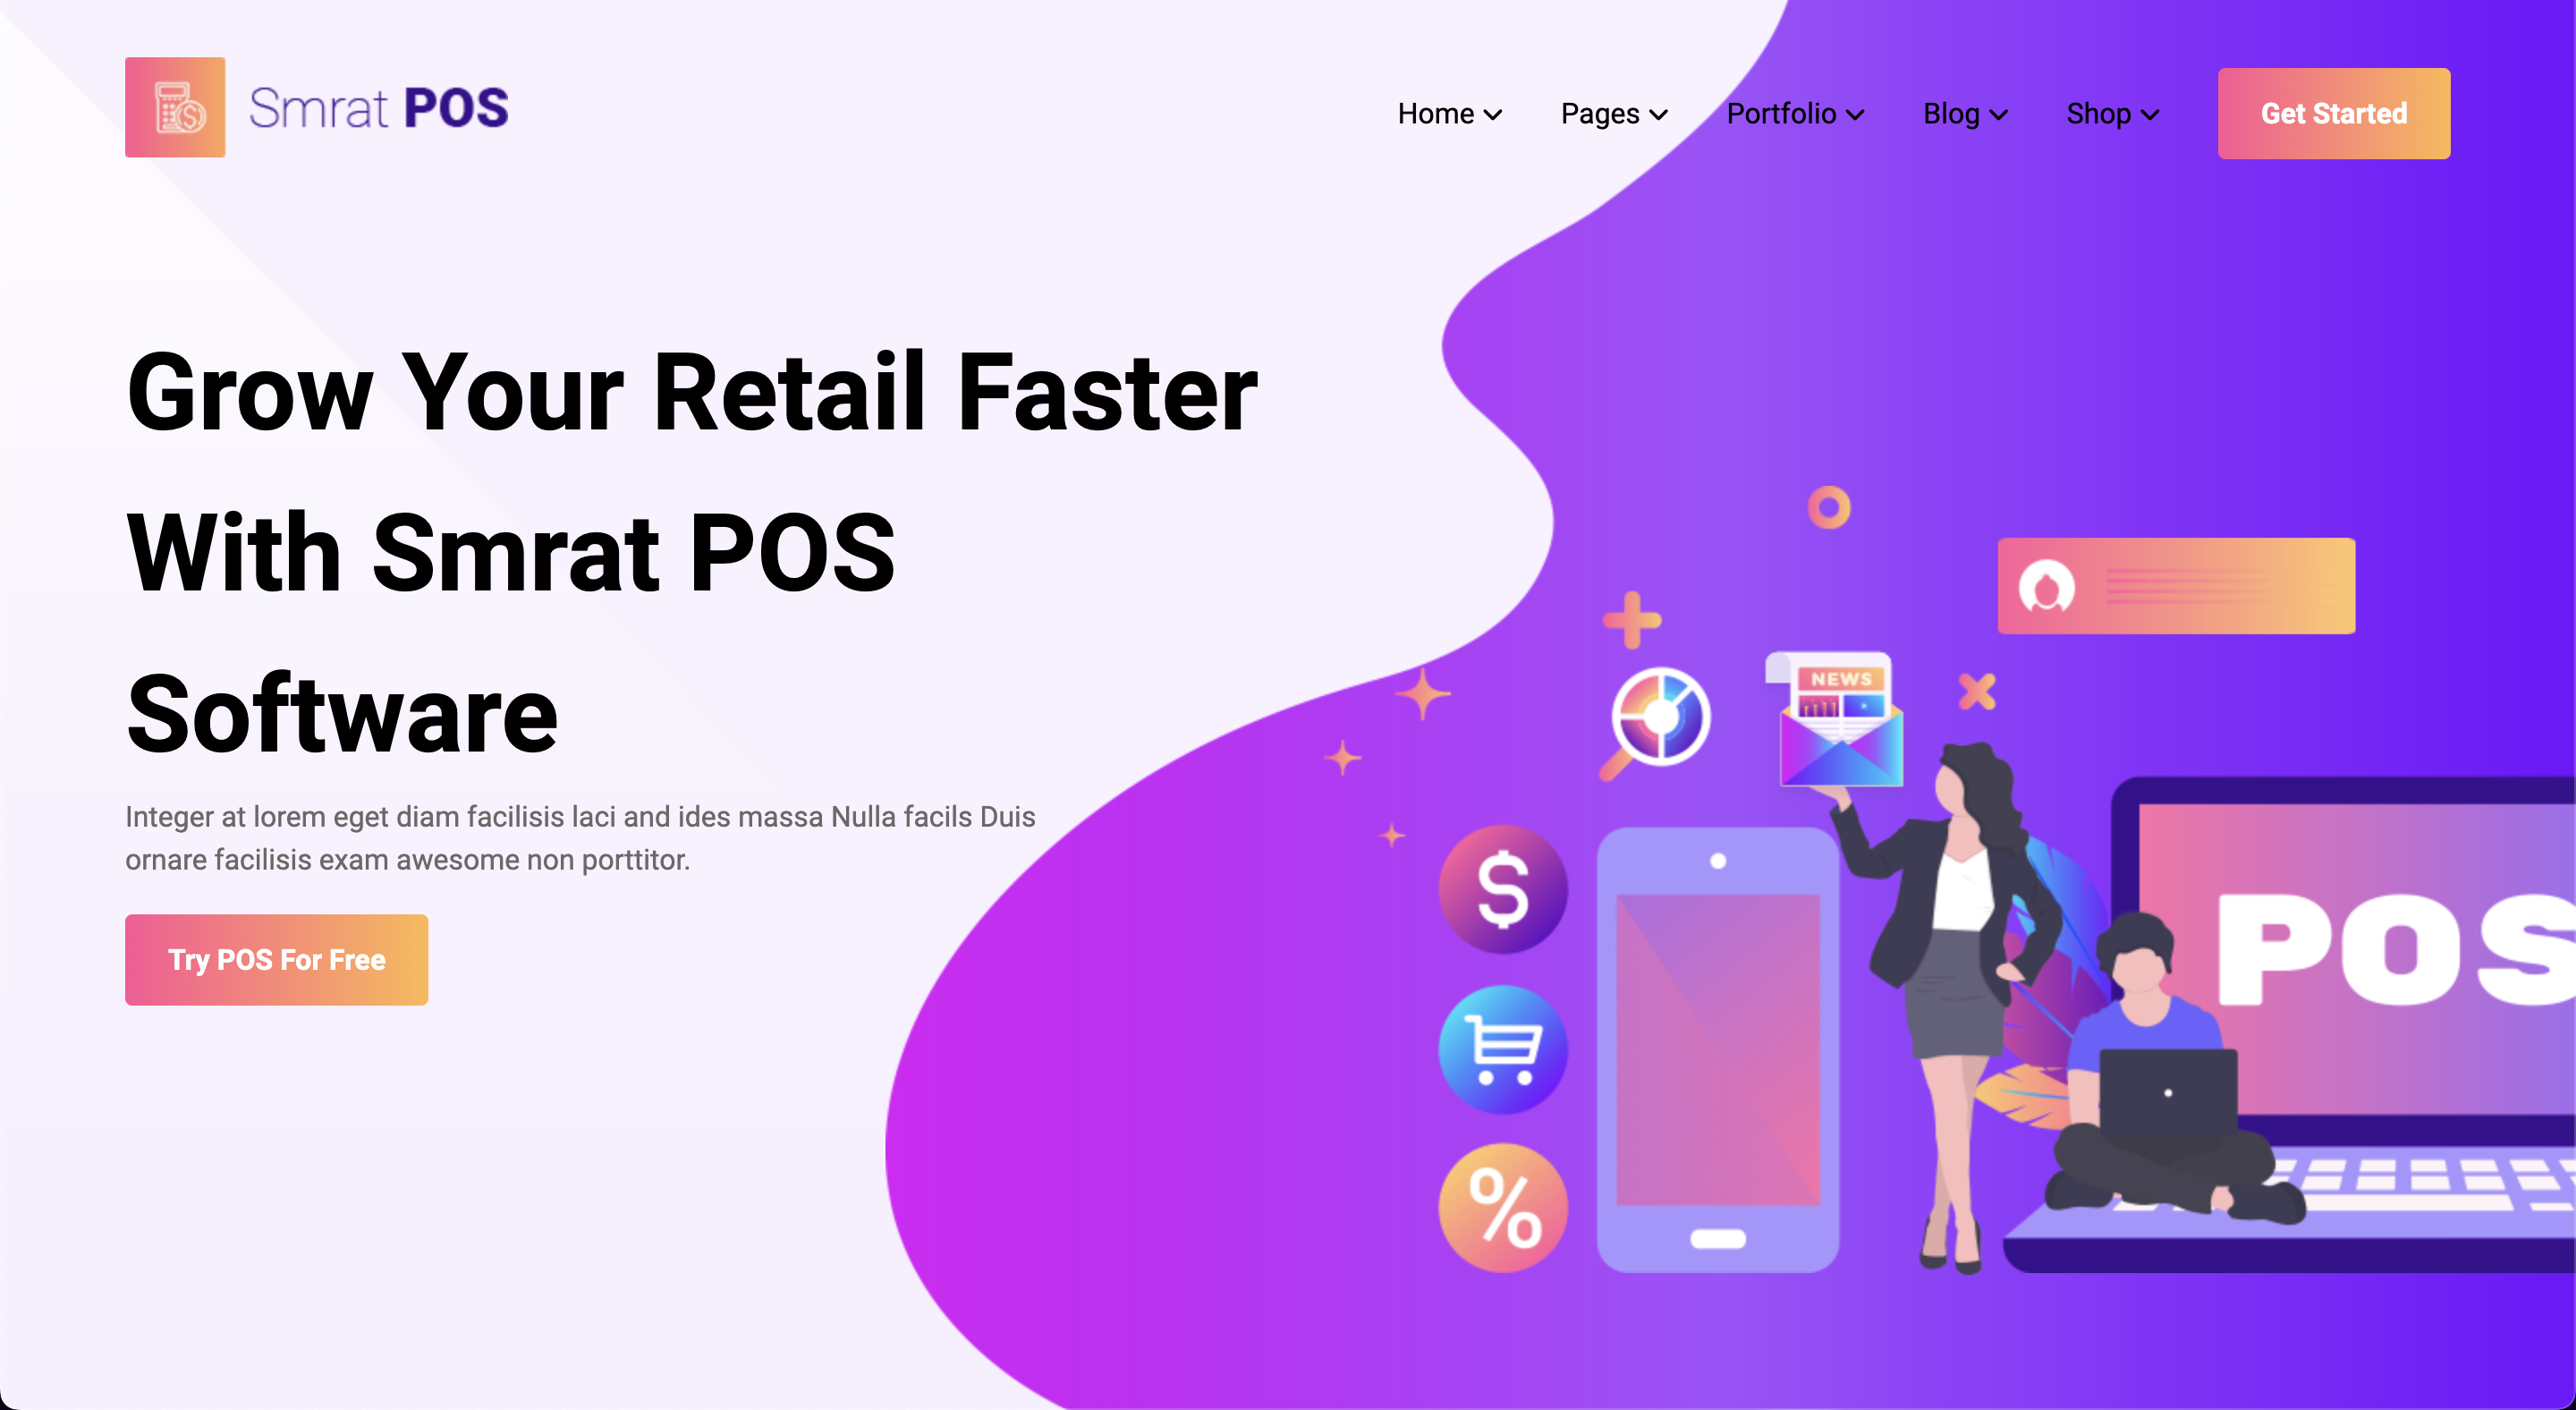 Smrat POS
Home
Pages
Portfolio
Blog
Shop
Get Started
Grow Your Retail Faster
With Smrat POS
Software
Integer at lorem eget diam facilisis laci and ides massa Nulla facils Duis
ornare facilisis exam awesome non porttitor.
Try POS For Free
NEWS
$
%
POS